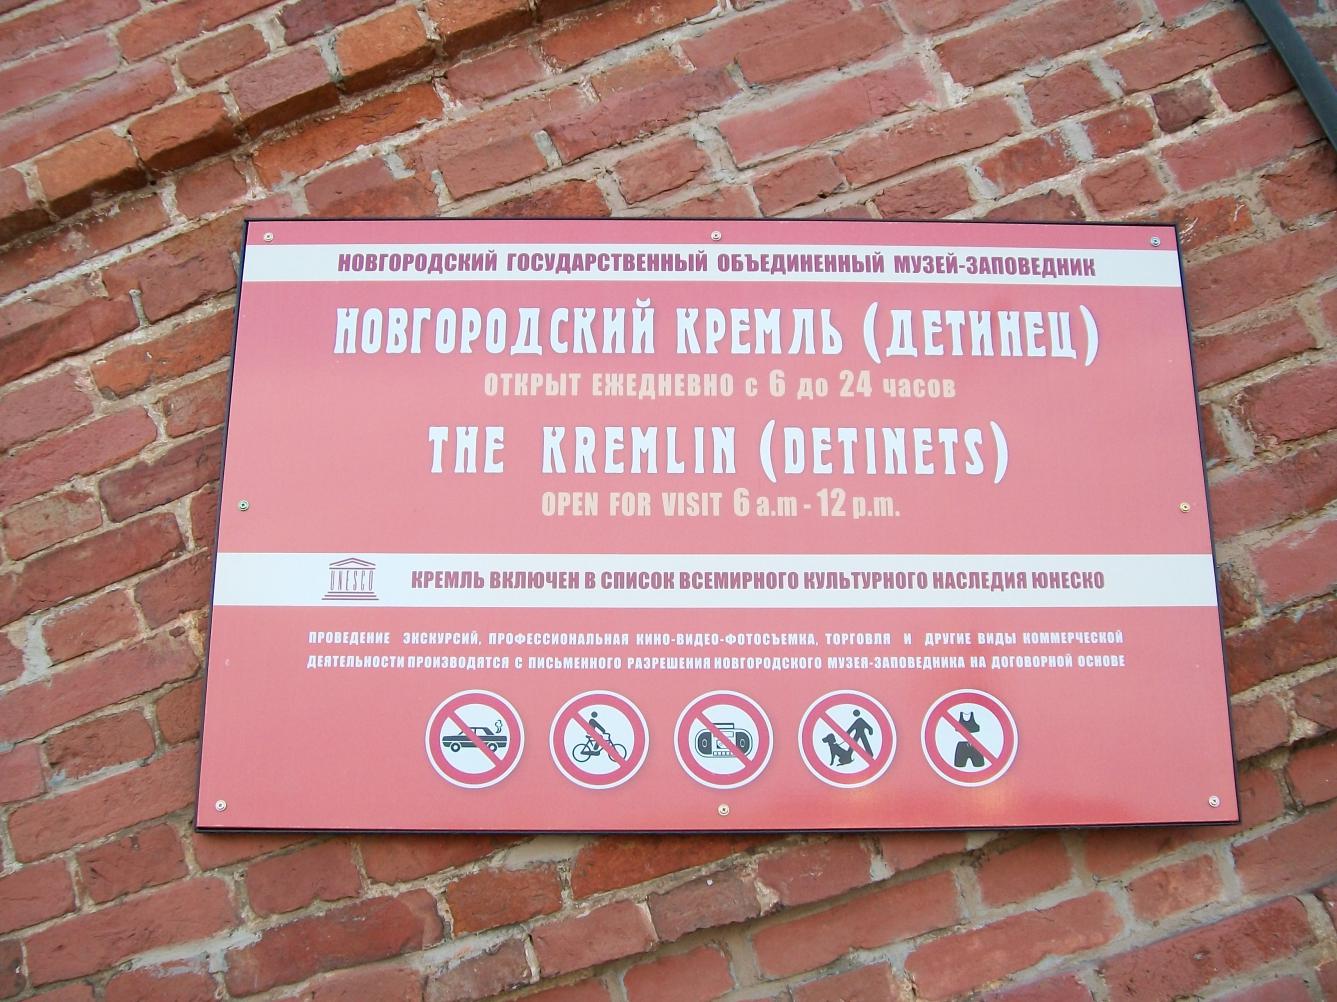 НОВГОРОДСКИЙ ГОСУДАРСТВЕННЫЙ ОБЪЕДИНЕННЫЙ МУЗЕЙ-ЗАПОВЕДНИК
НОВГОРОДСКИЙ КРЕМЛЬ (ДЕТИНЕЦ)
ОТКРЫТ ЕЖЕДНЕВНО с 6 до 24 часов
THE KREMLIN (DETINETS)
OPEN FOR VISIT 6 a.m - 12 p.m.
UNESCO
КРЕМЛЬ ВКЛЮЧЕН В СПИСОК ВСЕМИРНОГО КУЛЬТУРНОГО НАСЛЕДИЯ ЮНЕСКО
ПРОВЕДЕНИЕ ЭКСКУРСИЙ, ПРОФЕССИОНАЛЬНАЯ КИНО-ВИДЕО-ФОТОСЪЕМКА, ТОРГОВЛЯ И ДРУГИЕ ВИДЫ КОММЕРЧЕСКОЙ
ДЕЯТЕЛЬНОСТИ ПРОИЗВОДЯТСЯ С ПИСЬМЕННОГО РАЗРЕШЕНИЯ НОВГОРОДСКОГО МУЗЕЯ-ЗАПОВЕДНИКА НА ДОГОВОРНОЙ ОСНОВЕ